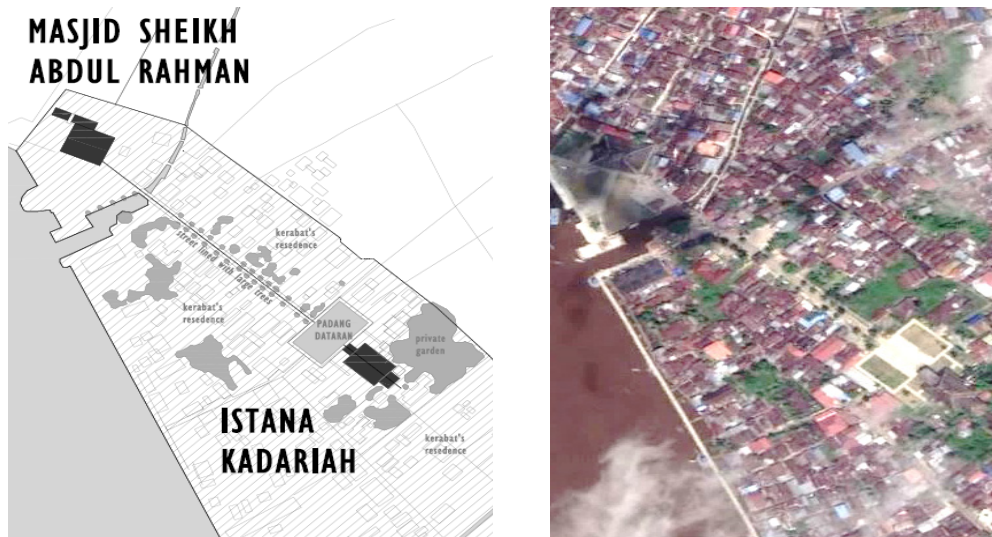 MASJID SHEIKH
ABDUL RAHMAN
kerabat's
resedence
street lined with large trees
kerabat's
resedence
PADANG
DATARAN
private
garden
ISTANA
KADARIAH
kerabat's
resedence